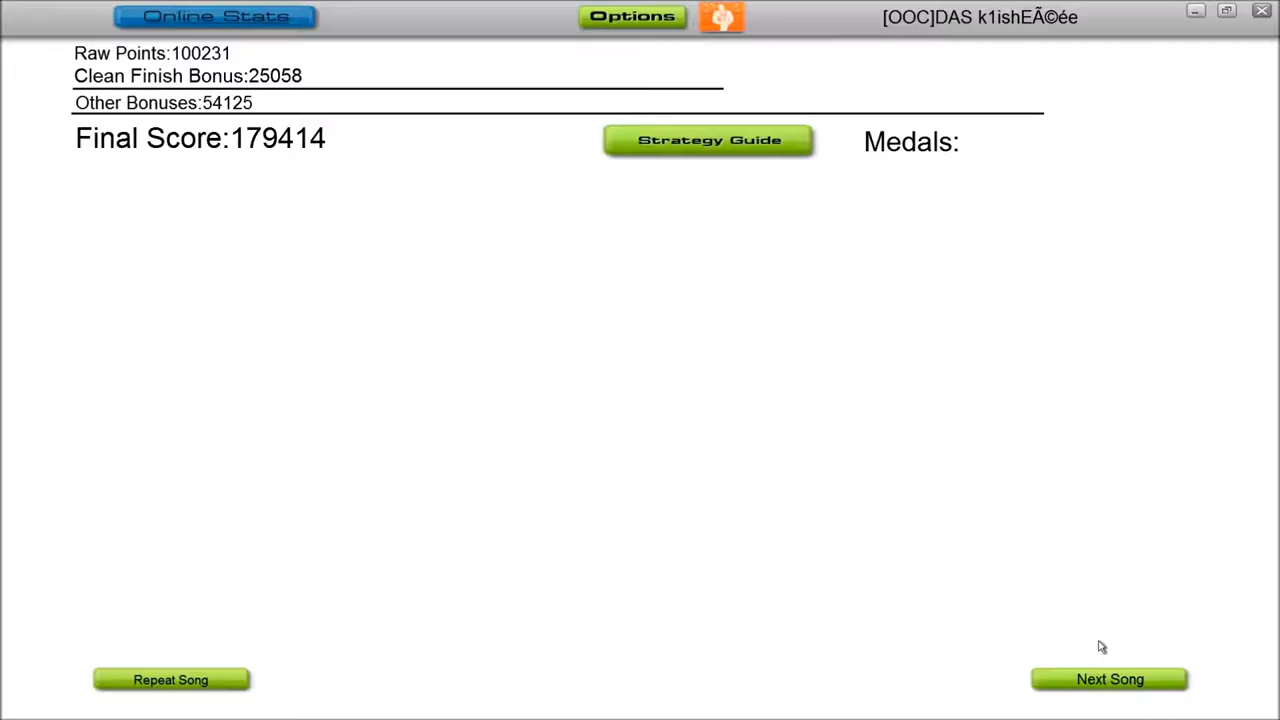 Online Stats
Options
[OOC]DAS k1ishEÃ©ée
Raw Points:100231
Clean Finish Bonus:25058
Other Bonuses:54125
Final Score:179414
Strategy Guide
Medals:
Repeat Song
Next Song